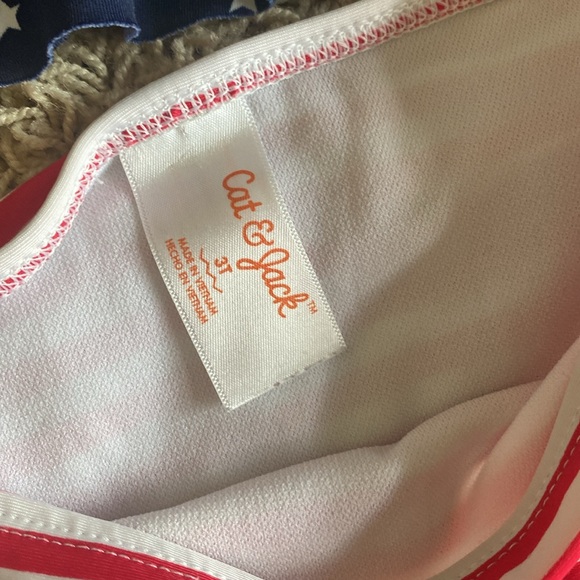 Cat & Jack™
3T
MADE IN VIETNAM
HECHO EN VIETNAM